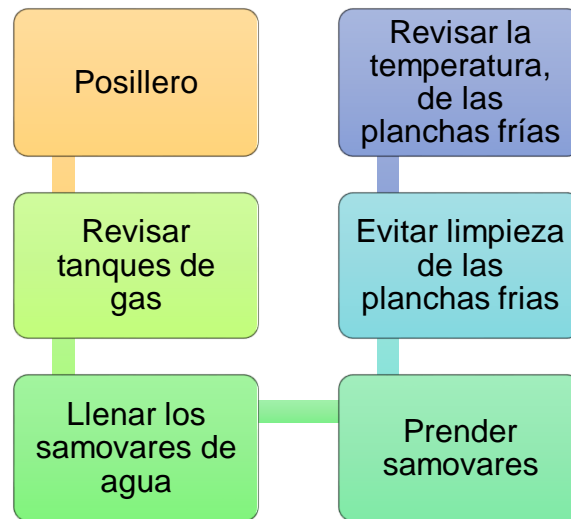 Posillero
Revisar
tanques de
gas
Llenar los
samovares de
agua
Prender
samovares
Evitar limpieza
de las
planchas frias
Revisar la
temperatura,
de las
planchas frías